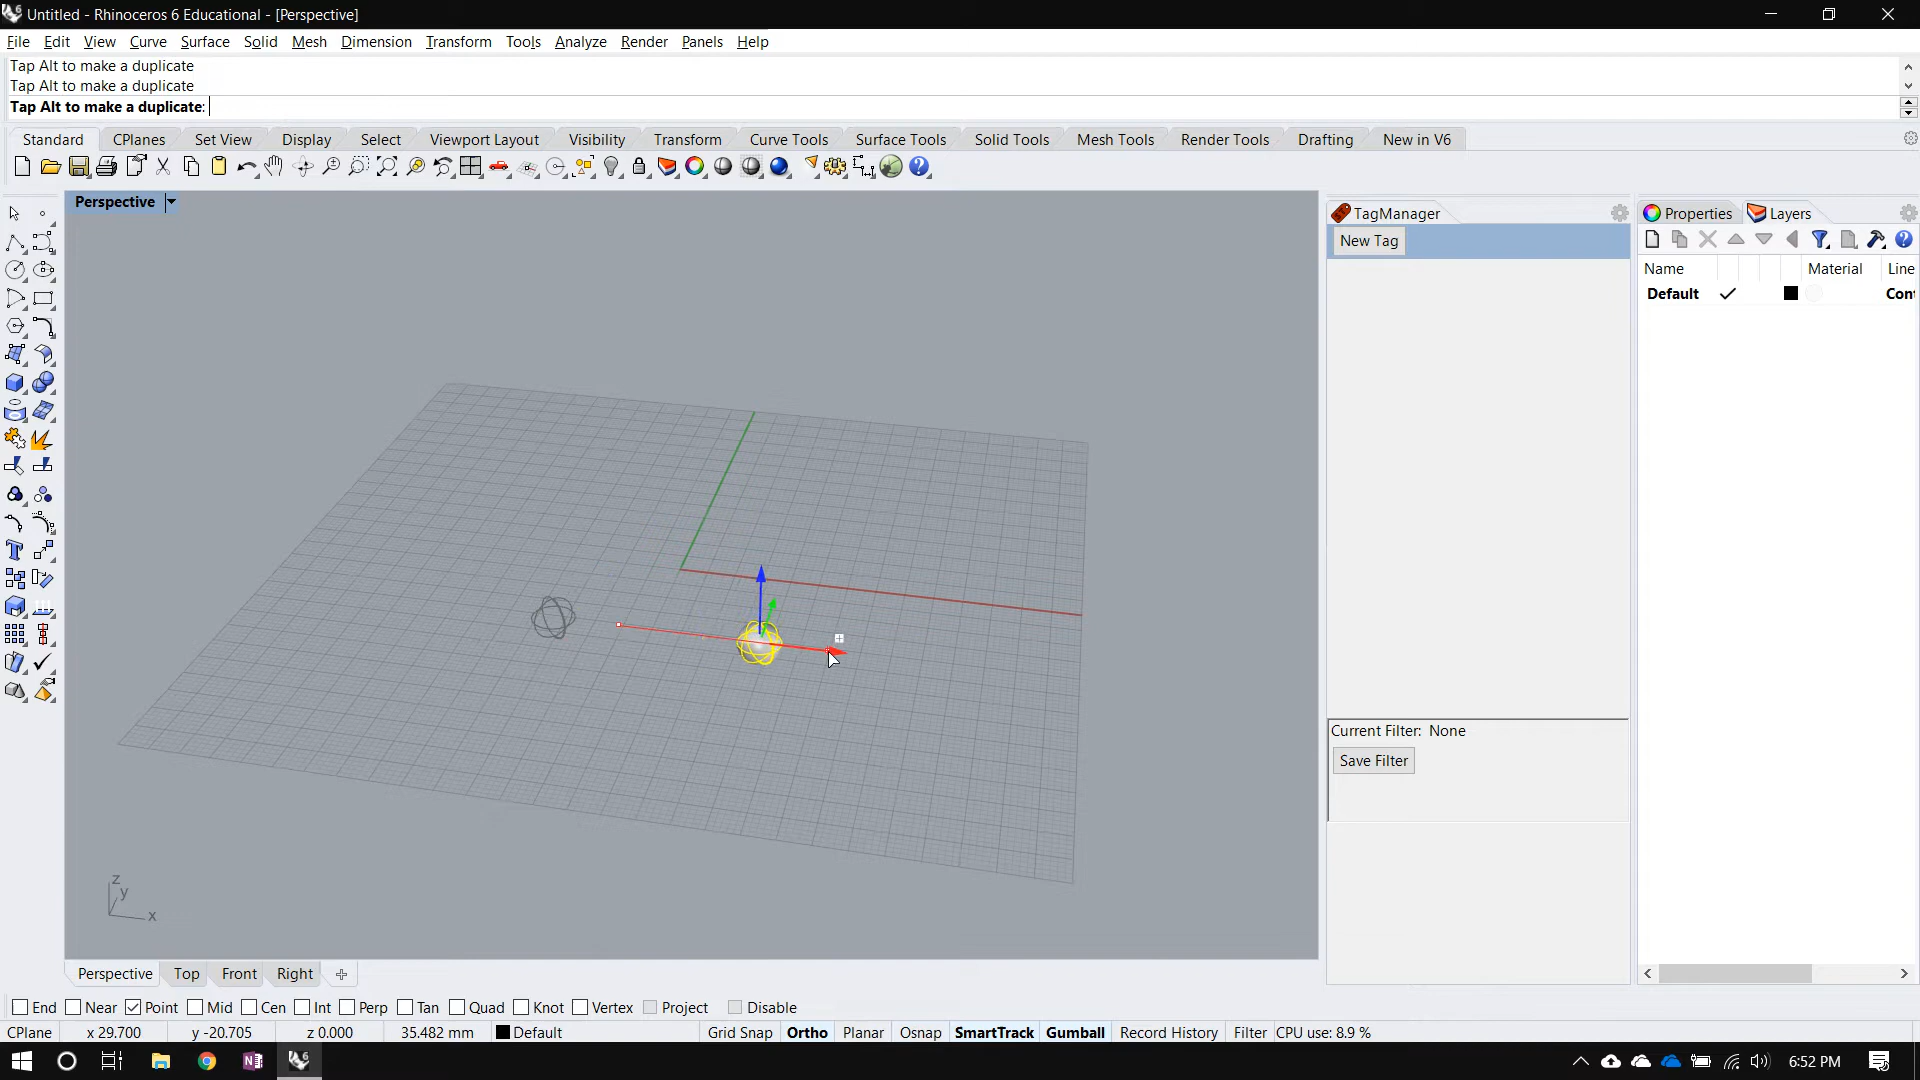 Untitled - Rhinoceros 6 Educational - [Perspective]
File Edit View Curve Surface Solid Mesh Dimension Transform Tools Analyze Render Panels Help
Tap Alt to make a duplicate
Tap Alt to make a duplicate
Tap Alt to make a duplicate:
Standard CPlanes Set View Display Select Viewport Layout Visibility Transform Curve Tools Surface Tools Solid Tools Mesh Tools Render Tools Drafting New in V6
Perspective
TagManager
New Tag
Current Filter: None
Save Filter
Properties Layers
Name Material Line
Default Cont
z
y
x
Perspective Top Front Right
End Near Point Mid Cen Int Perp Tan Quad Knot Vertex Project Disable
CPlane x 29.700 y -20.705 z 0.000 35.482 mm Default Grid Snap Ortho Planar Osnap SmartTrack Gumball Record History Filter CPU use: 8.9 %
6:52 PM